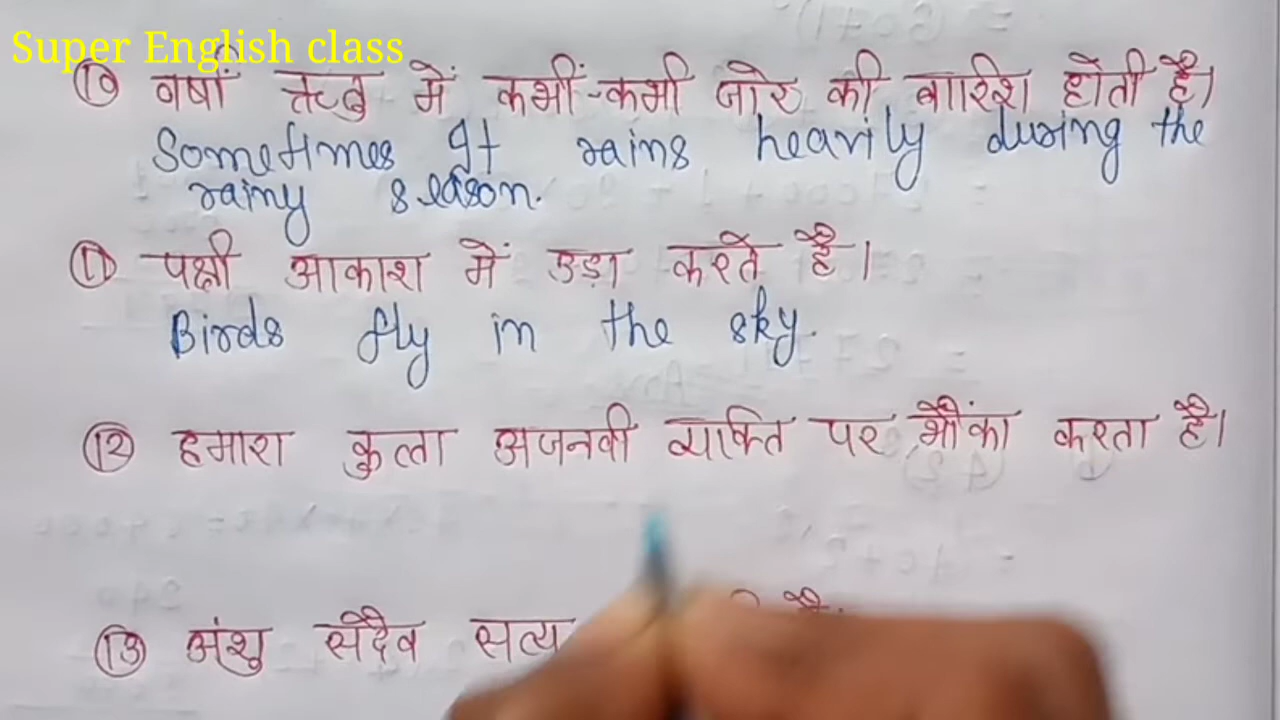 Super English class
⑩ वर्षा ऋतु में कभी-कभी जोर की बारिश होती है।
Sometimes It rains heavily during the
rainy season.
⑪ पक्षी आकाश में उड़ा करते हैं।
Birds fly in the sky.
⑫ हमारा कुत्ता अजनबी व्यक्ति पर भौंका करता है।
⑬ अंशु सदैव सत्य